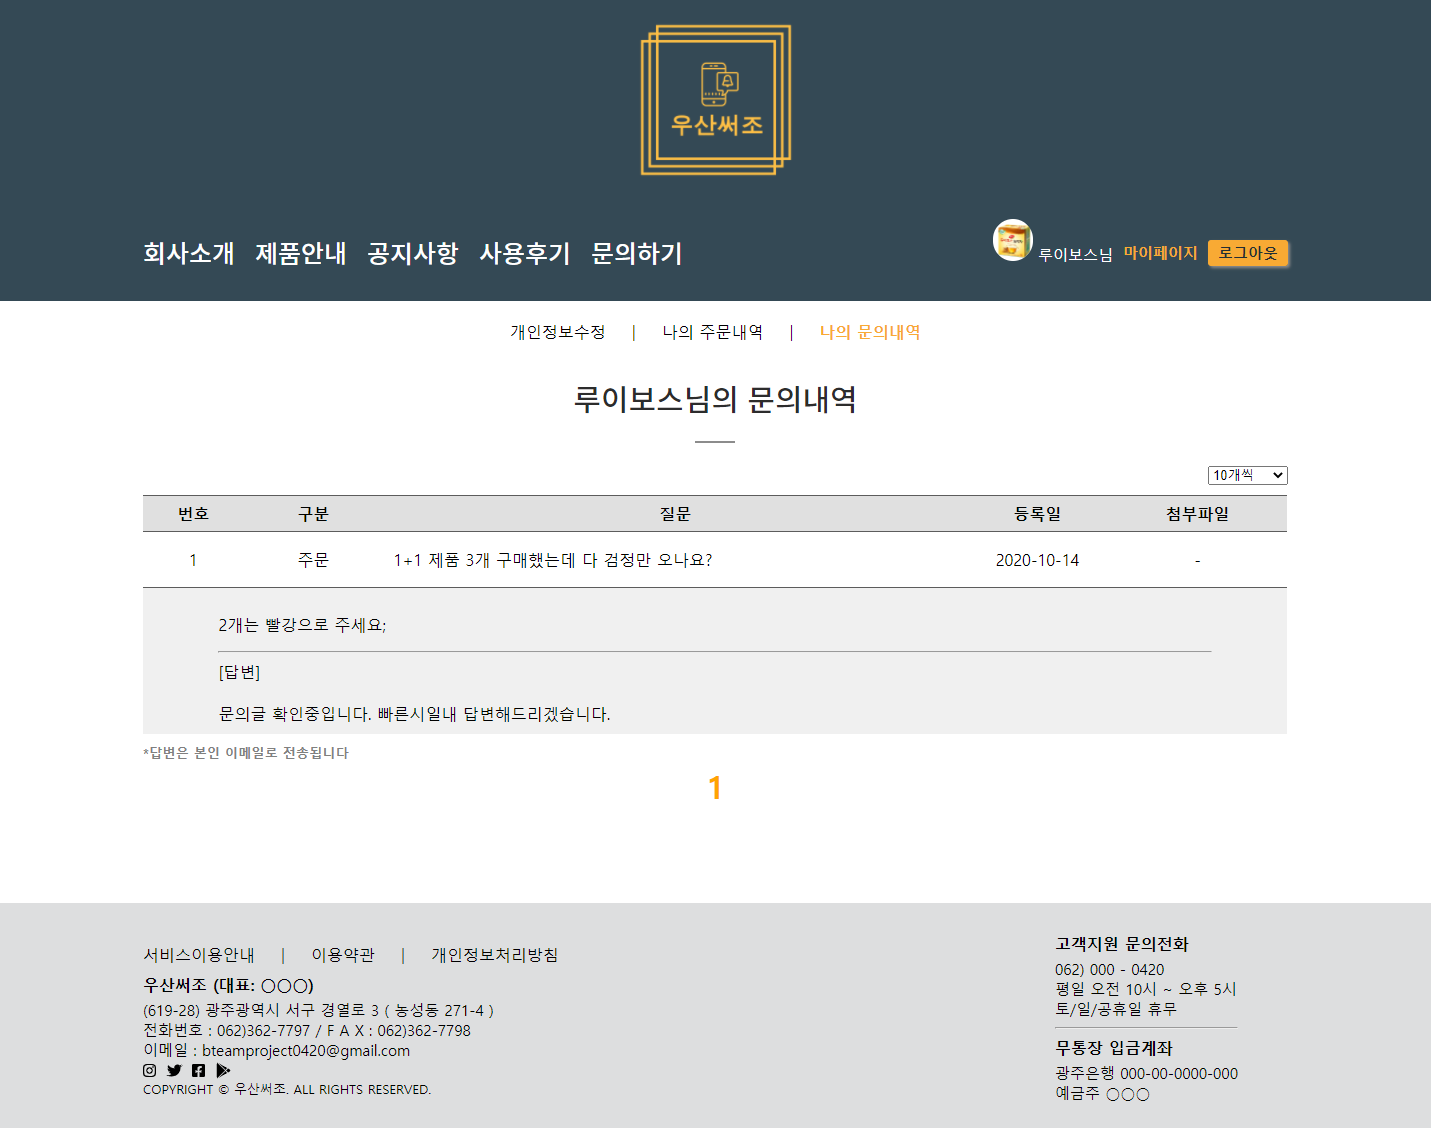 우산써조
회사소개 제품안내 공지사항 사용후기 문의하기
루이보스님 마이페이지 로그아웃
개인정보수정 | 나의 주문내역 | 나의 문의내역
루이보스님의 문의내역
10개씩
번호 구분 질문 등록일 첨부파일
1 주문 1+1 제품 3개 구매했는데 다 검정만 오나요? 2020-10-14 -
2개는 빨강으로 주세요;
[답변]
문의글 확인중입니다. 빠른시일내 답변해드리겠습니다.
*답변은 본인 이메일로 전송됩니다
1
서비스이용안내 | 이용약관 | 개인정보처리방침
우산써조 (대표: ○○○)
(619-28) 광주광역시 서구 경열로 3 ( 농성동 271-4 )
전화번호 : 062)362-7797 / F A X : 062)362-7798
이메일 : bteamproject0420@gmail.com
COPYRIGHT © 우산써조. ALL RIGHTS RESERVED.
고객지원 문의전화
062) 000 - 0420
평일 오전 10시 ~ 오후 5시
토/일/공휴일 휴무
무통장 입금계좌
광주은행 000-00-0000-000
예금주 ○○○